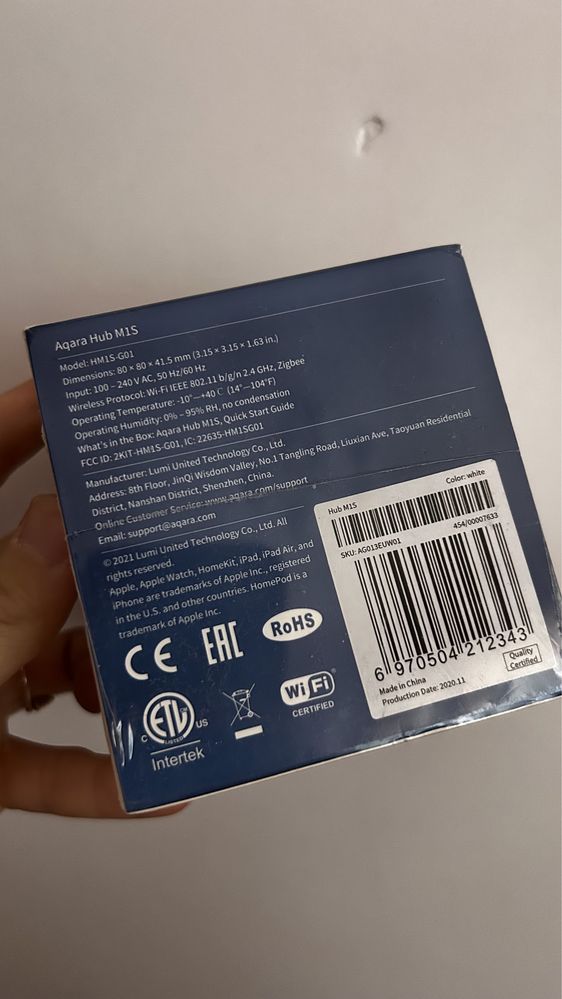 Aqara Hub M1S
Model: HM1S-G01
Dimensions: 80 × 80 × 41.5 mm (3.15 × 3.15 × 1.63 in.)
Input: 100 – 240 V AC, 50 Hz/60 Hz
Wireless Protocol: Wi-Fi IEEE 802.11 b/g/n 2.4 GHz, Zigbee
Operating Temperature: -10°—+40℃ (14°—104°F)
Operating Humidity: 0% – 95% RH, no condensation
What's in the Box: Aqara Hub M1S, Quick Start Guide
FCC ID: 2KIT-HM1S-G01, IC: 22635-HM1SG01
Manufacturer: Lumi United Technology Co., Ltd.
Address: 8th Floor, JinQi Wisdom Valley, No.1 Tangling Road, Liuxian Ave, Taoyuan Residential
District, Nanshan District, Shenzhen, China.
Online Customer Service: www.aqara.com/support
Email: support@aqara.com
© 2021 Lumi United Technology Co., Ltd. All
rights reserved.
Apple, Apple Watch, HomeKit, iPad, iPad Air, and
iPhone are trademarks of Apple Inc., registered
in the U.S. and other countries. HomePod is a
trademark of Apple Inc.
CE EAC RoHS
C ETL US
LISTED
Intertek
Wi Fi
CERTIFIED
Hub M1S Color: white
454/00007633
SKU: AG013EUW01
6 970504 212343
Made in China
Production Date: 2020.11
Quality
Certified